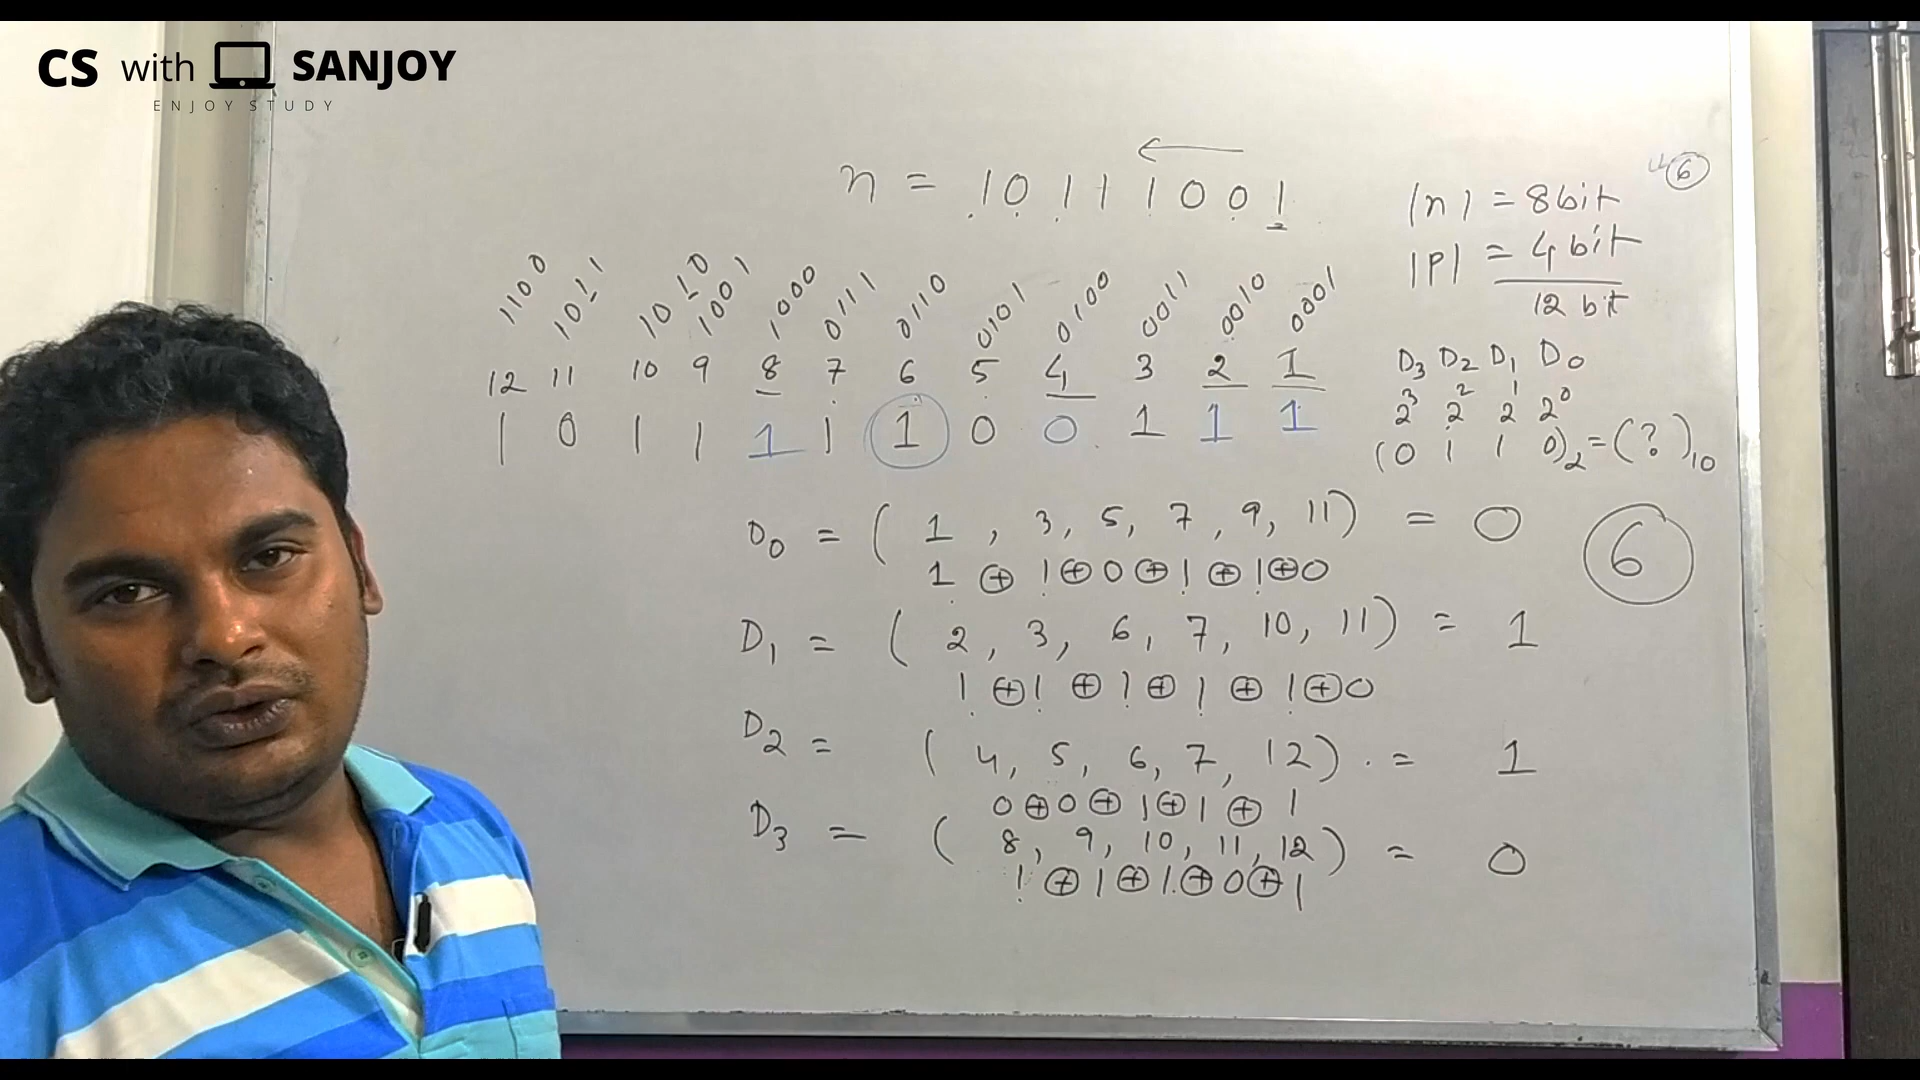 CS with SANJOY
ENJOY STUDY
6
n = 10111001
|n| = 8bit
|P| = 4bit
12 bit
1100 1011 1010 1001 1000 0111 0110 0101 0100 0011 0010 0001
12 11 10 9 8 7 6 5 4 3 2 1
1 0 1 1 1 1 1 0 0 1 1 1
D3 D2 D1 D0
2³ 2² 2¹ 2⁰
(0 1 1 0)₂ = (?)₁₀
D0 = (1, 3, 5, 7, 9, 11) = 0
1 ⊕ 1 ⊕ 0 ⊕ 1 ⊕ 1 ⊕ 0
6
D1 = (2, 3, 6, 7, 10, 11) = 1
1 ⊕ 1 ⊕ 1 ⊕ 1 ⊕ 1 ⊕ 0
D2 = (4, 5, 6, 7, 12) = 1
0 ⊕ 0 ⊕ 1 ⊕ 1 ⊕ 1
D3 = (8, 9, 10, 11, 12) = 0
1 ⊕ 1 ⊕ 1 ⊕ 0 ⊕ 1